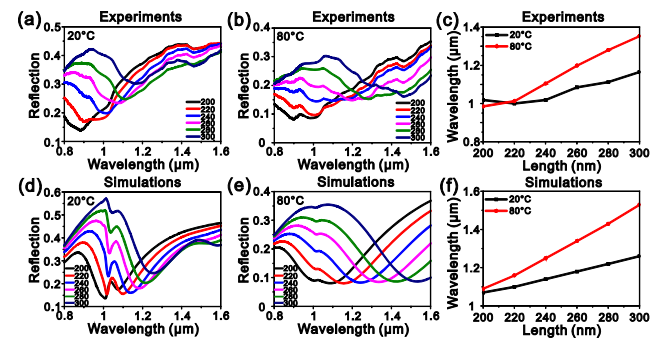 (a) Experiments
20°C
Reflection
0.5
0.4
0.3
0.2
0.1
200
220
240
260
280
300
0.8 1 1.2 1.4 1.6
Wavelength (μm)
(b) Experiments
80°C
Reflection
0.4
0.3
0.2
0.1
0
200
220
240
260
280
300
0.8 1 1.2 1.4 1.6
Wavelength (μm)
(c) Experiments
20°C
80°C
Wavelength (μm)
1.4
1.2
1
0.8
200 220 240 260 280 300
Length (nm)
(d) Simulations
20°C
Reflection
0.6
0.5
0.4
0.3
0.2
0.1
200
220
240
260
280
300
0.8 1 1.2 1.4 1.6
Wavelength (μm)
(e) Simulations
80°C
Reflection
0.4
0.3
0.2
0.1
0
200
220
240
260
280
300
0.8 1 1.2 1.4 1.6
Wavelength (μm)
(f) Simulations
20°C
80°C
Wavelength (μm)
1.6
1.4
1.2
1
200 220 240 260 280 300
Length (nm)